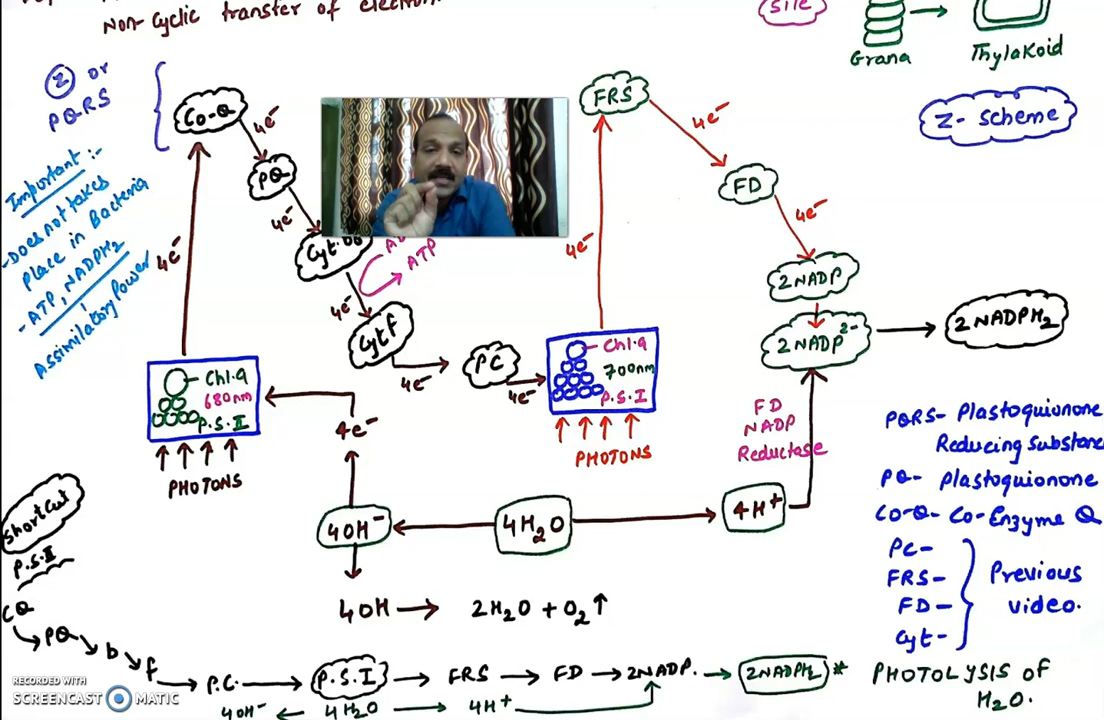 Non-Cyclic transfer of electron
Site
Grana
Thylakoid
Z or
PQRS
Z-scheme
Important:-
-Does not takes
Place in Bacteria
-ATP, NADPH2
Assimilatory Power
Co-Q
4e-
PQ
4e-
4e-
ATP
4e-
Cyt f
4e-
PC
4e-
FRS
4e-
FD
4e-
4e-
2NADP
2NADP2-
2NADPH2
Chl.a
680nm
P.S.II
PHOTONS
Chl.a
700nm
P.S.I
PHOTONS
4e-
FD
NADP
Reductase
4OH-
4H2O
4H+
4OH
2H2O + O2↑
PQRS- Plastoquionone
Reducing Substance
PQ- Plastoquionone
CO-Q- Co-Enzyme Q
PC-
FRS-
FD-
Cyt-
Previous
video.
Shortcut
P.S.II
CQ
PQ
b
f
P.C.
P.S.I
FRS
FD
2NADP.
2NADPH2*
4OH-
4H2O
4H+
PHOTOLYSIS OF
H2O.
RECORDED WITH
SCREENCAST MATIC